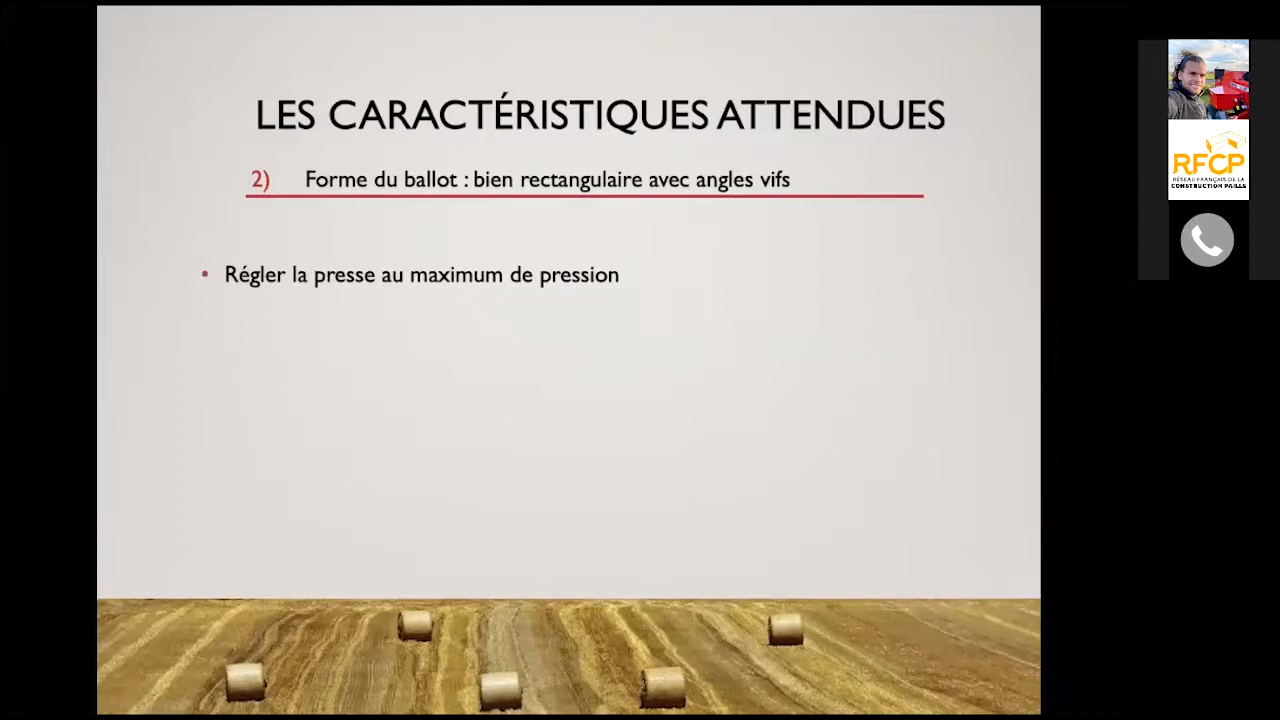 LES CARACTÉRISTIQUES ATTENDUES
2) Forme du ballot : bien rectangulaire avec angles vifs
• Régler la presse au maximum de pression
RFCP
RÉSEAU FRANÇAIS DE LA
CONSTRUCTION PAILLE